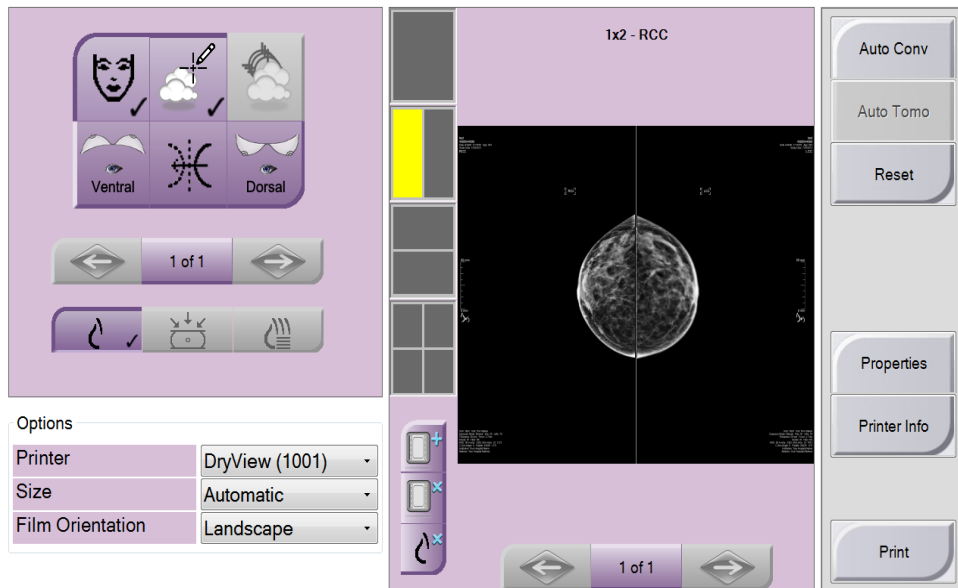 Ventral
Dorsal
1 of 1
Options
Printer
DryView (1001)
Size
Automatic
Film Orientation
Landscape
1x2 - RCC
1 of 1
Auto Conv
Auto Tomo
Reset
Properties
Printer Info
Print